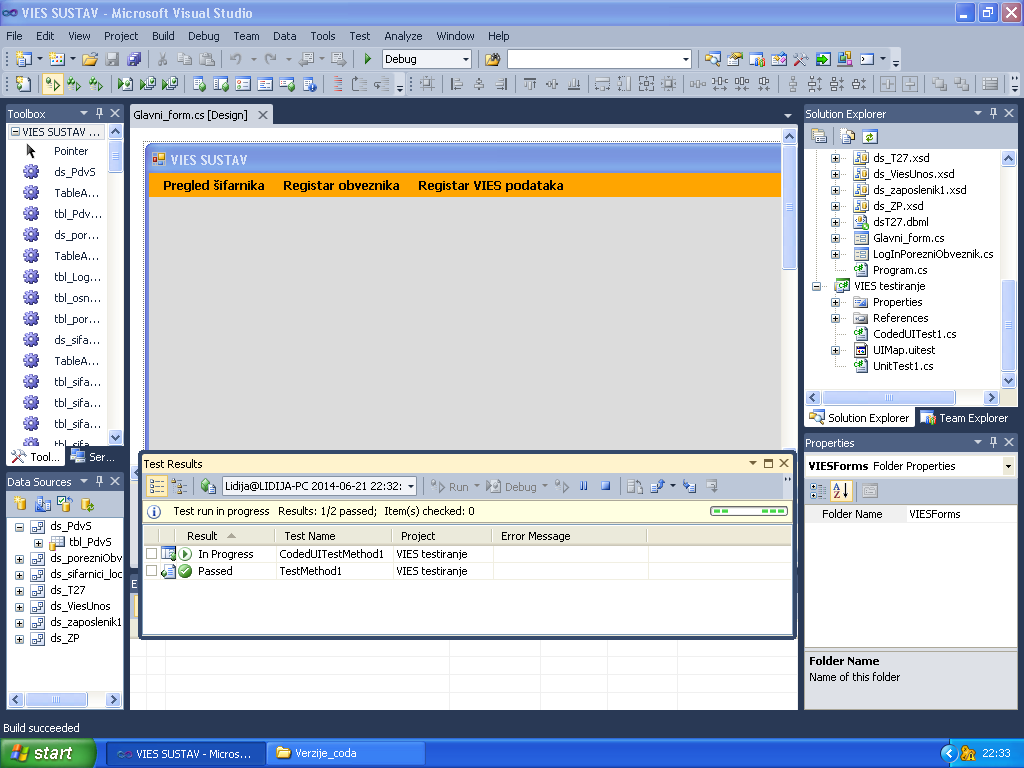 VIES SUSTAV - Microsoft Visual Studio
File Edit View Project Build Debug Team Data Tools Test Analyze Window Help
Debug
Toolbox
VIES SUSTAV ...
Pointer
ds_PdvS
TableA...
tbl_Pdv...
ds_por...
TableA...
tbl_Log...
tbl_osn...
tbl_por...
ds_sifa...
TableA...
tbl_sifa...
tbl_sifa...
tbl_sifa...
tbl_sifa...
Tool... Ser...
Data Sources
ds_PdvS
tbl_PdvS
ds_porezniObv
ds_sifarnici_loc
ds_T27
ds_ViesUnos
ds_zaposlenik1
ds_ZP
Glavni_form.cs [Design]
VIES SUSTAV
Pregled šifarnika Registar obveznika Registar VIES podataka
Test Results
Lidija@LIDIJA-PC 2014-06-21 22:32: Run Debug
Test run in progress Results: 1/2 passed; Item(s) checked: 0
Result Test Name Project Error Message
In Progress CodedUITestMethod1 VIES testiranje
Passed TestMethod1 VIES testiranje
Solution Explorer
ds_T27.xsd
ds_ViesUnos.xsd
ds_zaposlenik1.xsd
ds_ZP.xsd
dsT27.dbml
Glavni_form.cs
LogInPorezniObveznik.cs
Program.cs
VIES testiranje
Properties
References
CodedUITest1.cs
UIMap.uitest
UnitTest1.cs
Solution Explorer Team Explorer
Properties
VIESForms Folder Properties
Folder Name VIESForms
Folder Name
Name of this folder
Build succeeded
start VIES SUSTAV - Micros... Verzije_coda 22:33